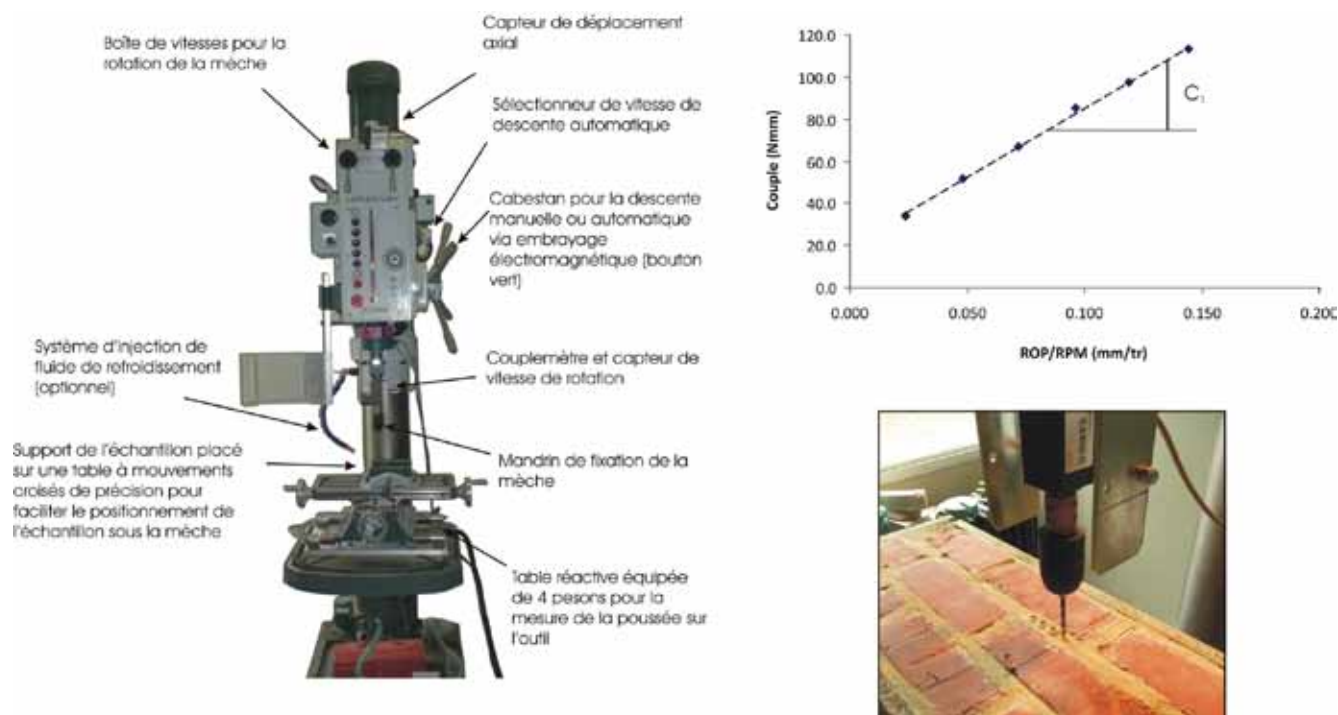 Boîte de vitesses pour la
rotation de la mèche
Capteur de déplacement
axial
Sélectionneur de vitesse de
descente automatique
Cabestan pour la descente
manuelle ou automatique
via embrayage
électromagnétique (bouton
vert)
Système d'injection de
fluide de refroidissement
(optionnel)
Couplemètre et capteur de
vitesse de rotation
Support de l'échantillon placé
sur une table à mouvements
croisés de précision pour
faciliter le positionnement de
l'échantillon sous la mèche
Mandrin de fixation de la
mèche
Table réactive équipée
de 4 pesons pour la
mesure de la poussée sur
l'outil
120.0
100.0
80.0
60.0
40.0
20.0
0.0
Couple (Nmm)
C₁
0.000
0.050
0.100
0.150
0.200
ROP/RPM (mm/tr)